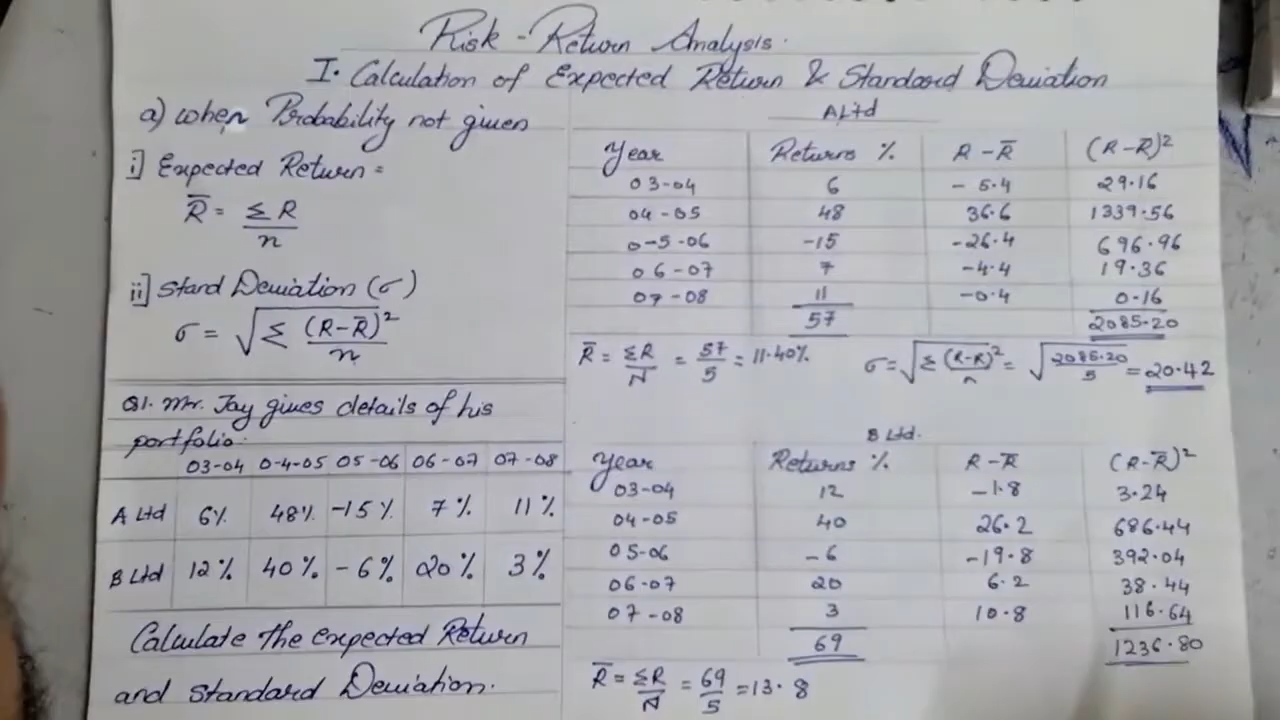 Risk - Return Analysis.
I. Calculation of Expected Return & Standard Deviation
a) when Probability not given
i] Expected Return =
R̅ = ΣR / n
ii] Stand Deviation (σ)
σ = √Σ (R-R̅)² / n
Q1. Mr. Jay gives details of his
portfolio.
03-04 0-4-05 05-06 06-07 07-08
A Ltd 6% 48% -15% 7% 11%
B Ltd 12% 40% -6% 20% 3%
Calculate The expected Return
and standard Deviation.
A Ltd
Year Returns % R-R̅ (R-R̅)²
03-04 6 -5.4 29.16
04-05 48 36.6 1339.56
0-5-06 -15 -26.4 696.96
06-07 7 -4.4 19.36
07-08 11 -0.4 0.16
57 2085.20
R̅ = ΣR / N = 57 / 5 = 11.40% σ = √Σ (R-R)² / n = √2085.20 / 5 = 20.42
B Ltd.
Year Returns % R-R̅ (R-R̅)²
03-04 12 -1.8 3.24
04-05 40 26.2 686.44
05-06 -6 -19.8 392.04
06-07 20 6.2 38.44
07-08 3 10.8 116.64
69 1236.80
R̅ = ΣR / N = 69 / 5 = 13.8